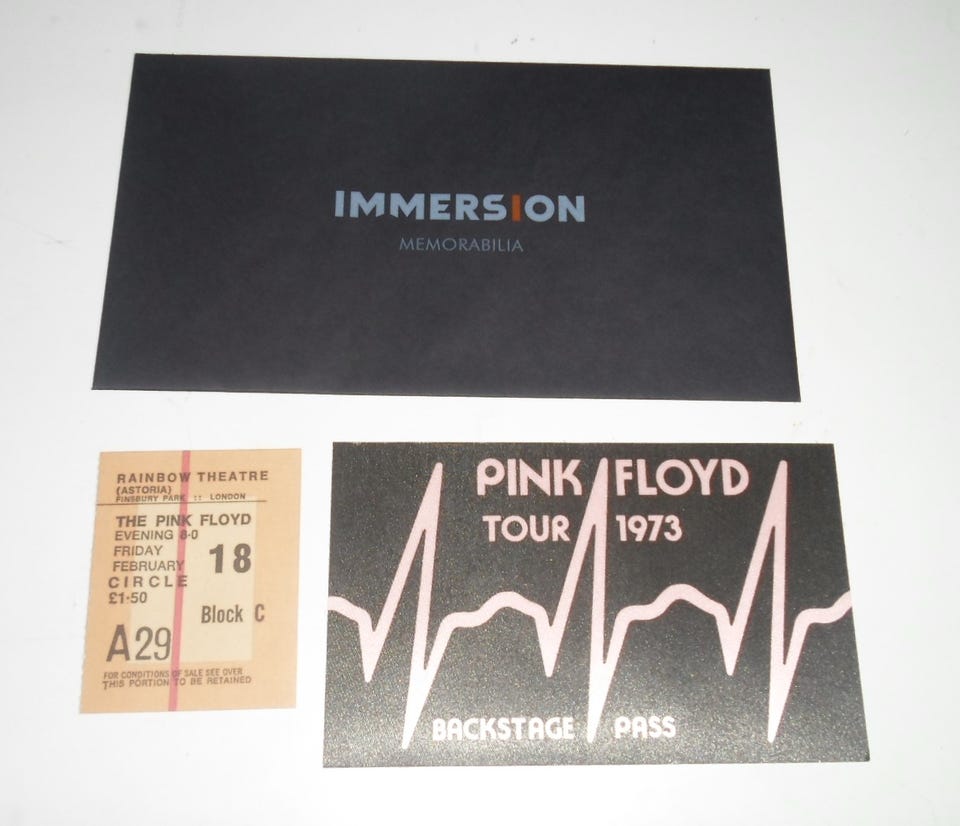 IMMERSION
MEMORABILIA
RAINBOW THEATRE
(ASTORIA)
FINSBURY PARK :: LONDON
THE PINK FLOYD
EVENING 8·0
FRIDAY
FEBRUARY 18
CIRCLE
£1·50
Block C
A29
FOR CONDITIONS OF SALE SEE OVER
THIS PORTION TO BE RETAINED
PINK FLOYD
TOUR 1973
BACKSTAGE PASS